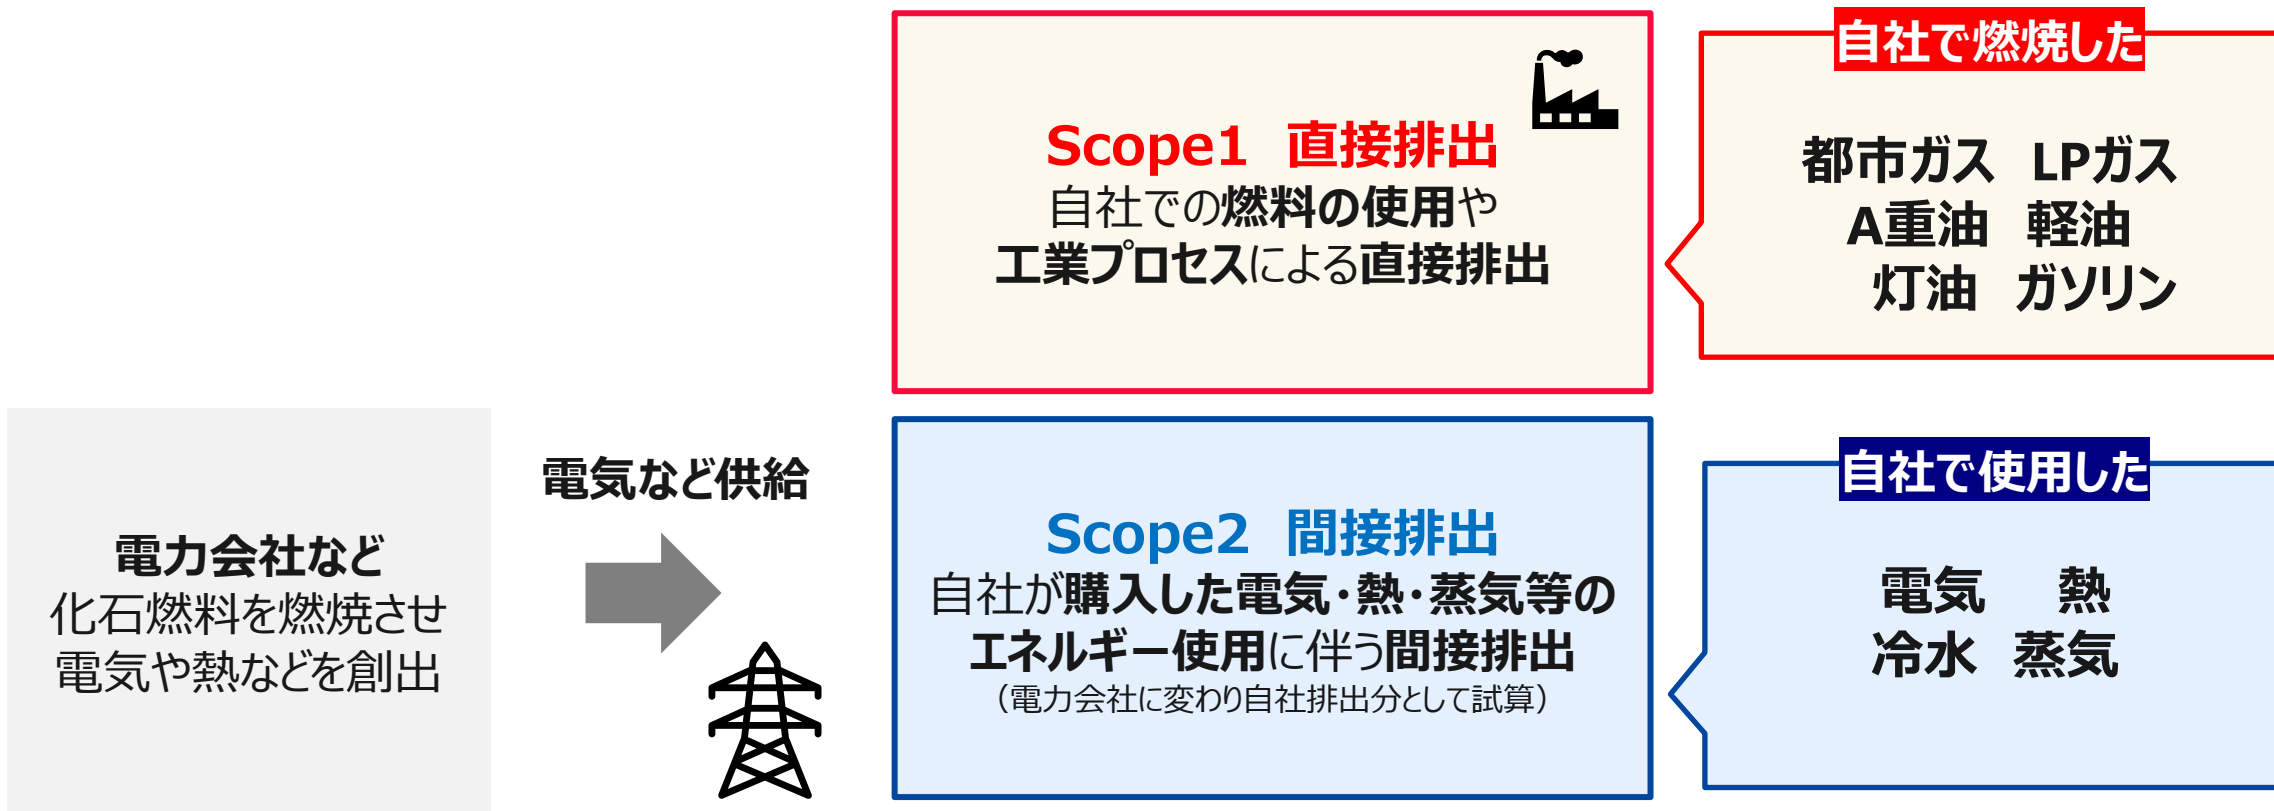 自社で燃焼した
Scope1 直接排出
自社での燃料の使用や
工業プロセスによる直接排出
都市ガス LPガス
A重油 軽油
灯油 ガソリン
電力会社など
化石燃料を燃焼させ
電気や熱などを創出
電気など供給
Scope2 間接排出
自社が購入した電気・熱・蒸気等の
エネルギー使用に伴う間接排出
（電力会社に変わり自社排出分として試算）
自社で使用した
電気 熱
冷水 蒸気